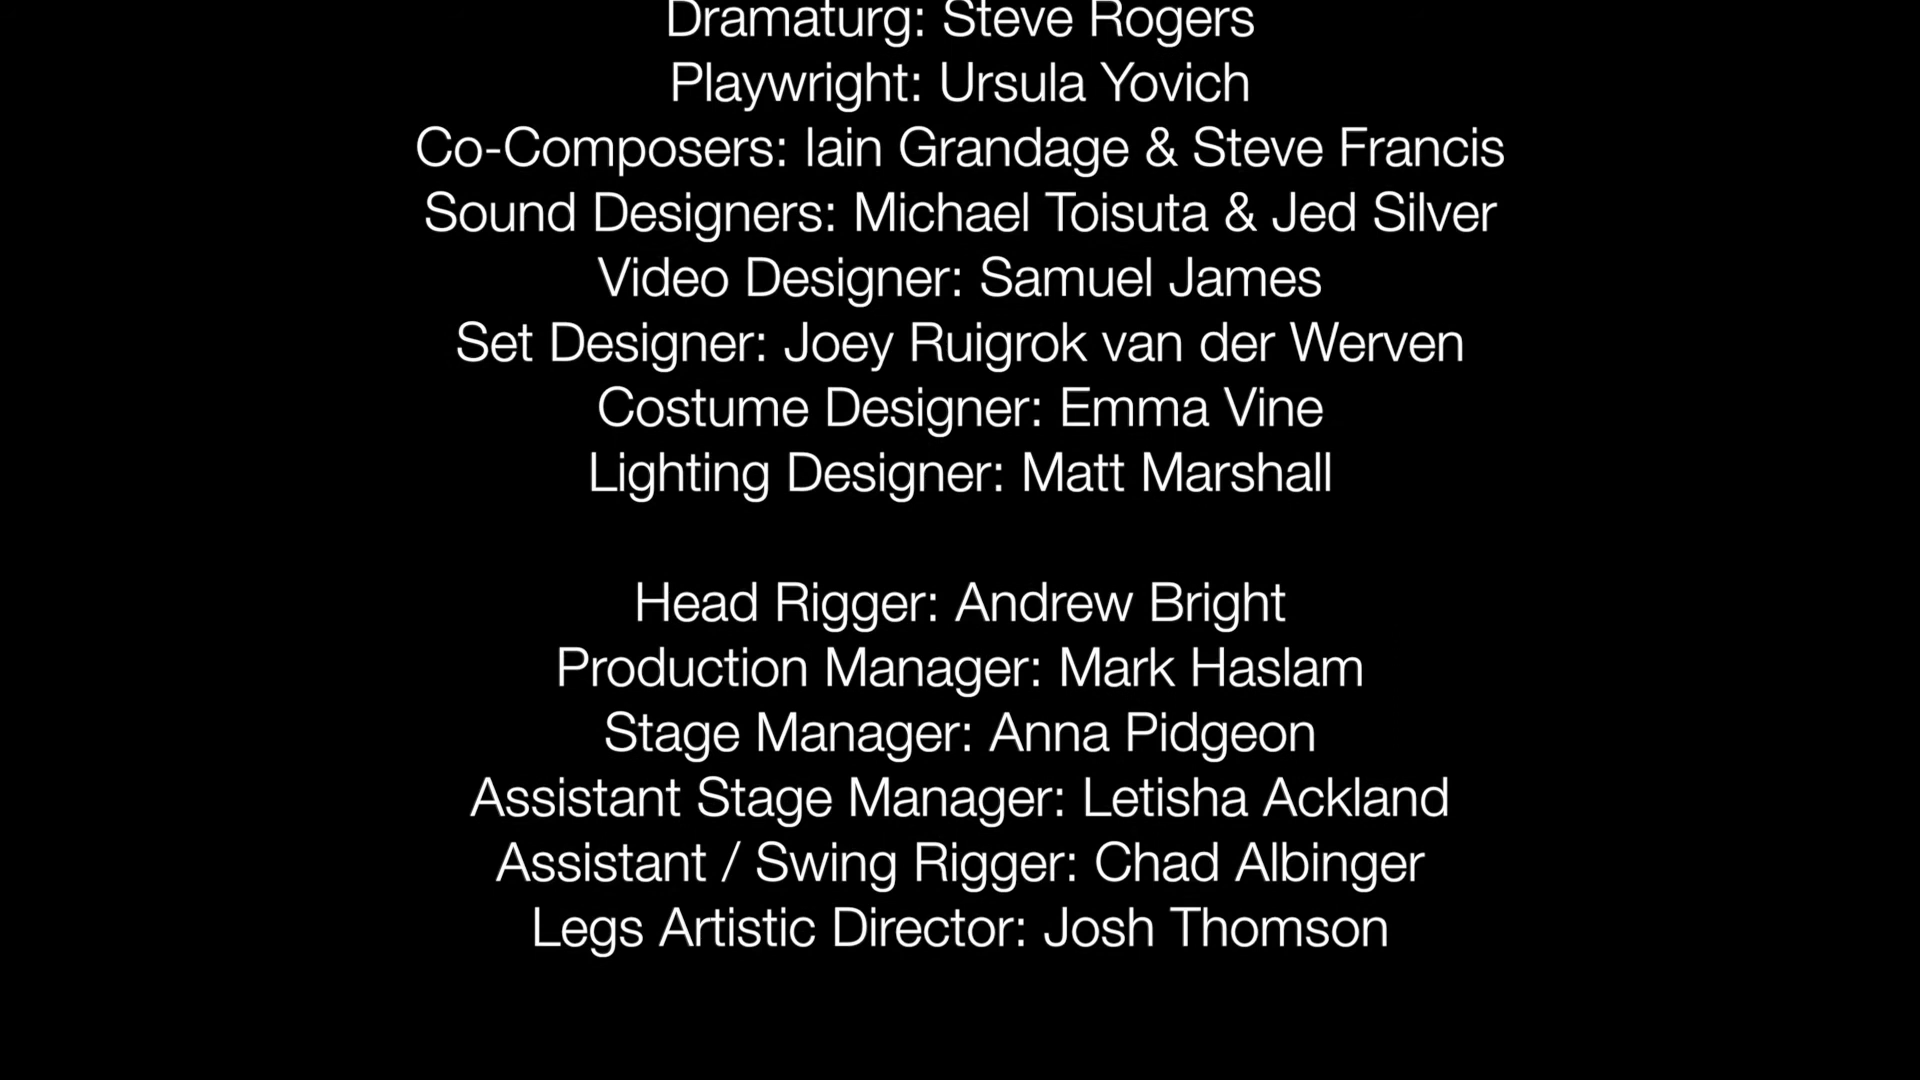 Dramaturg: Steve Rogers
Playwright: Ursula Yovich
Co-Composers: Iain Grandage & Steve Francis
Sound Designers: Michael Toisuta & Jed Silver
Video Designer: Samuel James
Set Designer: Joey Ruigrok van der Werven
Costume Designer: Emma Vine
Lighting Designer: Matt Marshall
Head Rigger: Andrew Bright
Production Manager: Mark Haslam
Stage Manager: Anna Pidgeon
Assistant Stage Manager: Letisha Ackland
Assistant / Swing Rigger: Chad Albinger
Legs Artistic Director: Josh Thomson